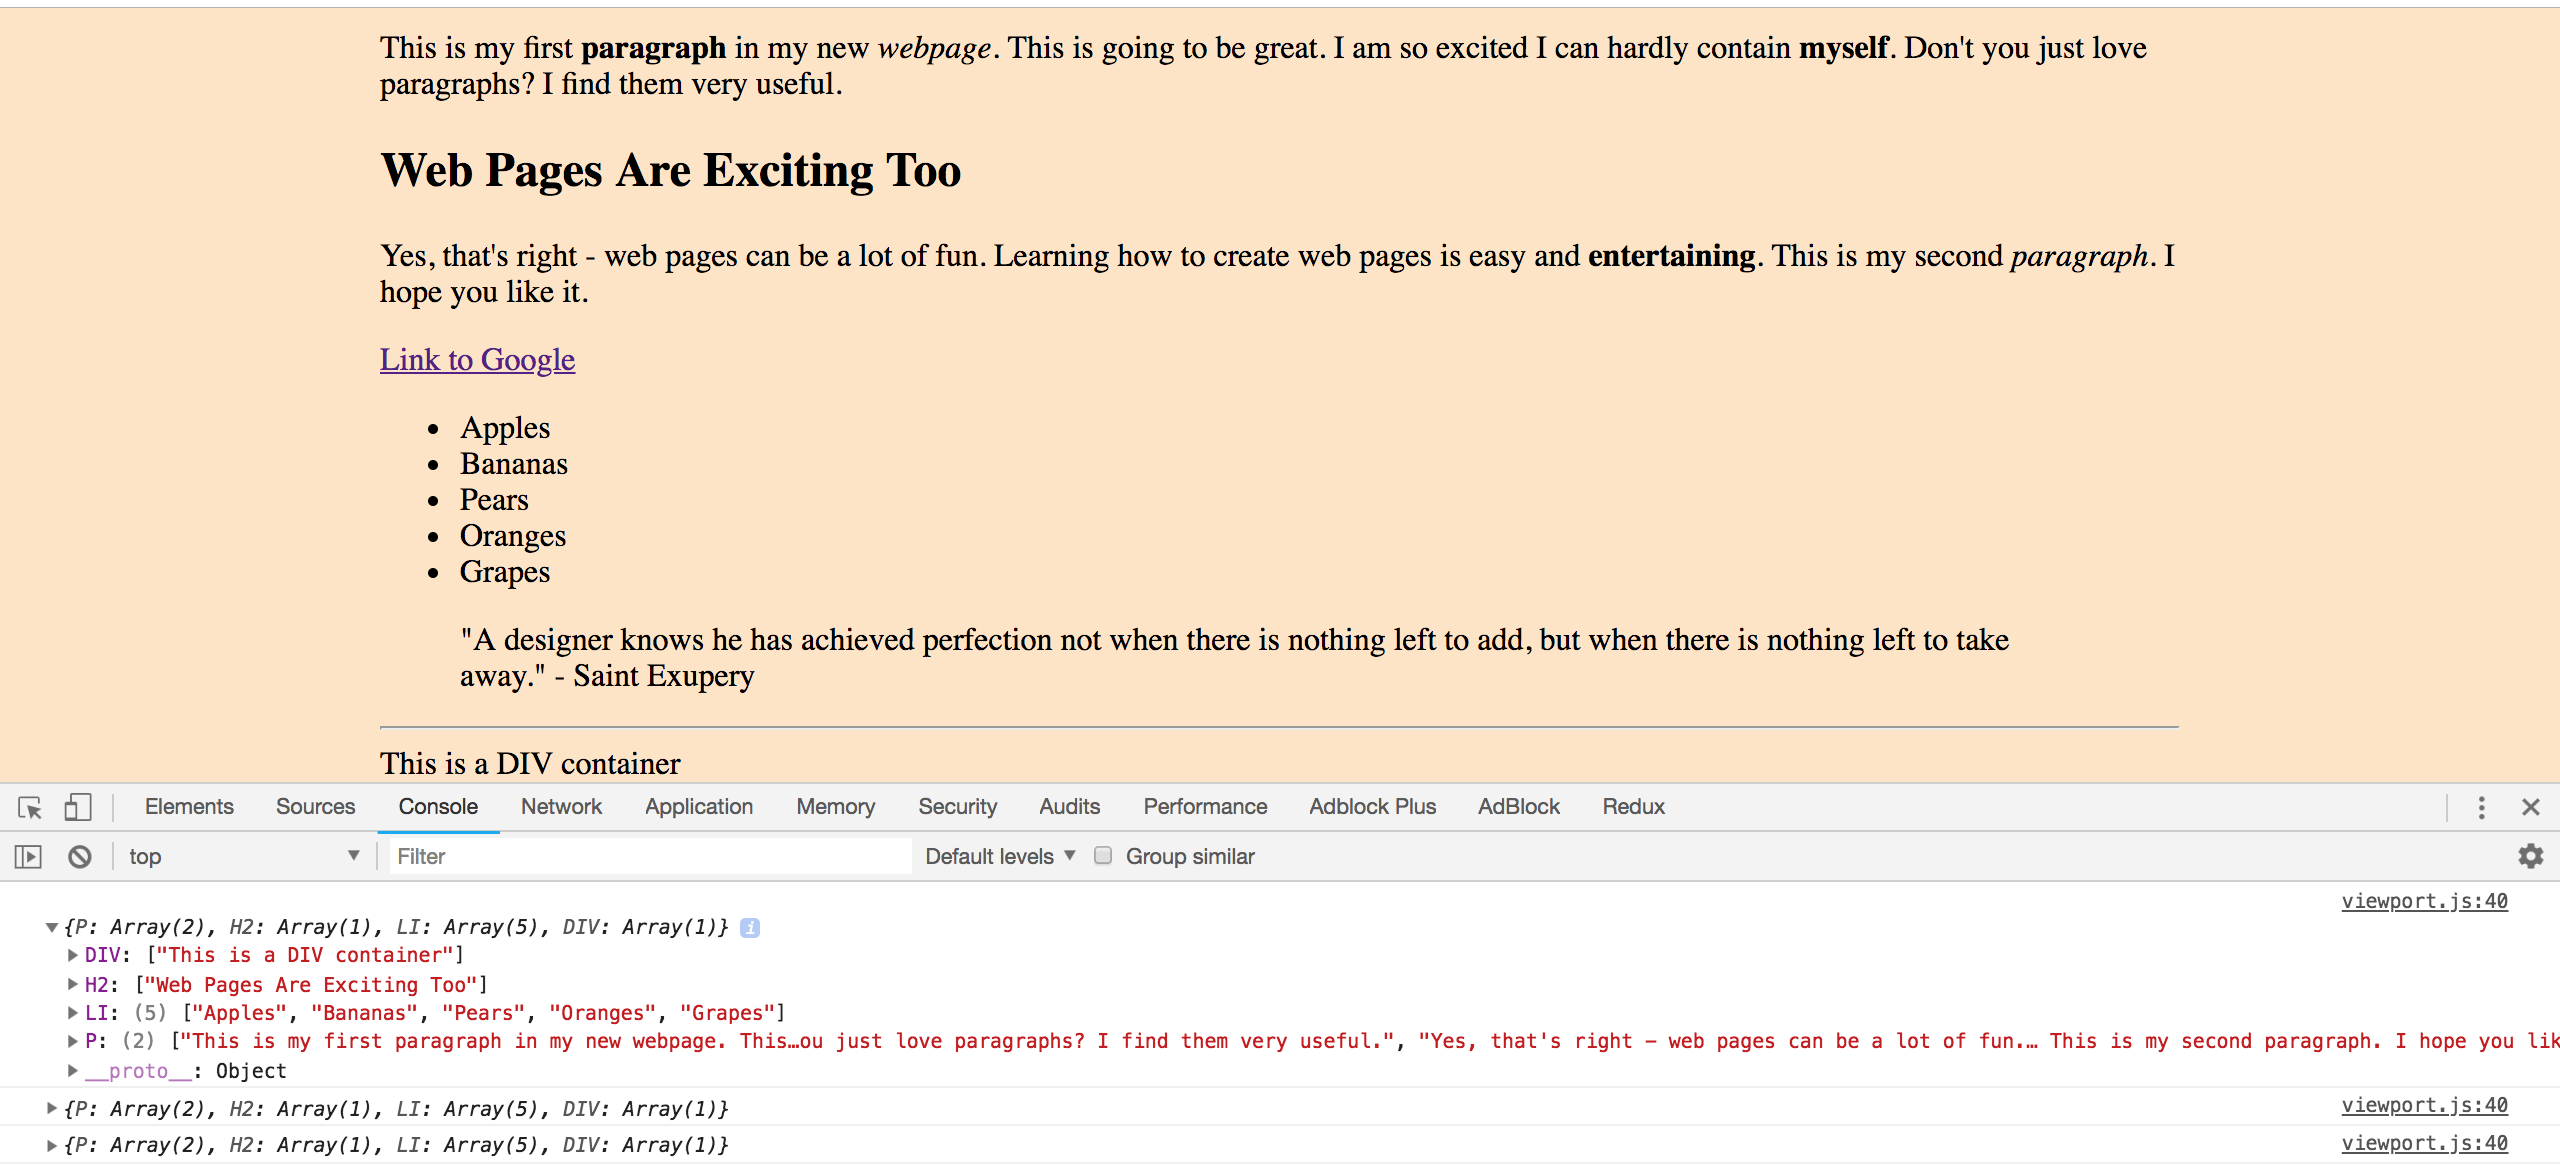 This is my first paragraph in my new webpage. This is going to be great. I am so excited I can hardly contain myself. Don't you just love
paragraphs? I find them very useful.
Web Pages Are Exciting Too
Yes, that's right - web pages can be a lot of fun. Learning how to create web pages is easy and entertaining. This is my second paragraph. I
hope you like it.
Link to Google
• Apples
• Bananas
• Pears
• Oranges
• Grapes
"A designer knows he has achieved perfection not when there is nothing left to add, but when there is nothing left to take
away." - Saint Exupery
This is a DIV container
Elements Sources Console Network Application Memory Security Audits Performance Adblock Plus AdBlock Redux
top Filter Default levels Group similar
viewport.js:40
{P: Array(2), H2: Array(1), LI: Array(5), DIV: Array(1)} i
DIV: ["This is a DIV container"]
H2: ["Web Pages Are Exciting Too"]
LI: (5) ["Apples", "Bananas", "Pears", "Oranges", "Grapes"]
P: (2) ["This is my first paragraph in my new webpage. This…ou just love paragraphs? I find them very useful.", "Yes, that's right – web pages can be a lot of fun.… This is my second paragraph. I hope you lik
__proto__: Object
{P: Array(2), H2: Array(1), LI: Array(5), DIV: Array(1)} viewport.js:40
{P: Array(2), H2: Array(1), LI: Array(5), DIV: Array(1)} viewport.js:40